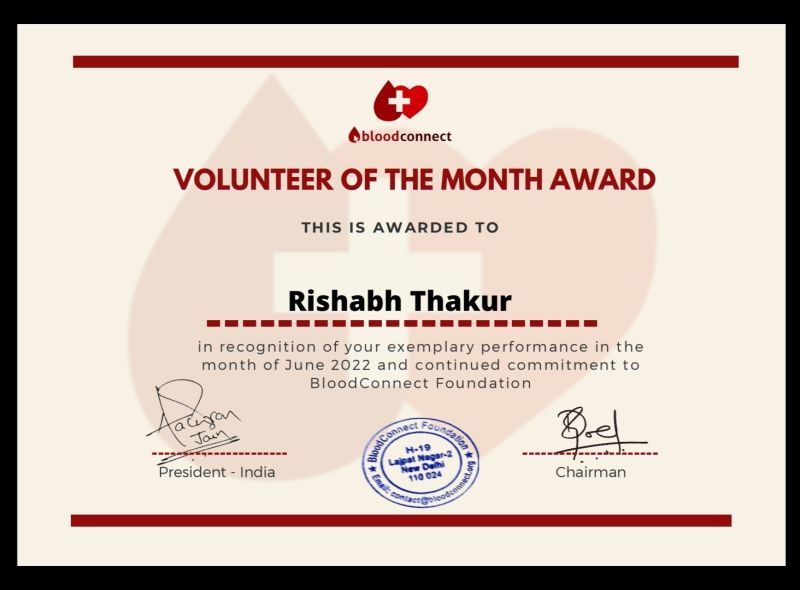 bloodconnect
VOLUNTEER OF THE MONTH AWARD
THIS IS AWARDED TO
Rishabh Thakur
in recognition of your exemplary performance in the
month of June 2022 and continued commitment to
BloodConnect Foundation
Jain
President - India
BloodConnect Foundation
H-19
Lajpat Nagar-2
New Delhi
110 024
Email: contact@bloodconnect.org
Chairman